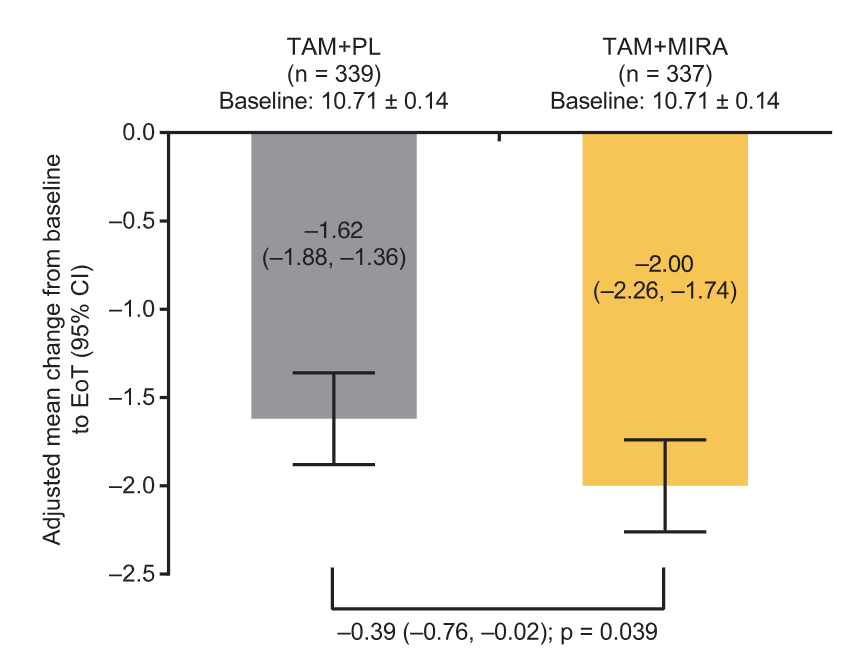 TAM+PL
(n = 339)
Baseline: 10.71 ± 0.14
TAM+MIRA
(n = 337)
Baseline: 10.71 ± 0.14
Adjusted mean change from baseline
to EoT (95% CI)
0.0
–0.5
–1.0
–1.5
–2.0
–2.5
–1.62
(–1.88, –1.36)
–2.00
(–2.26, –1.74)
–0.39 (–0.76, –0.02); p = 0.039